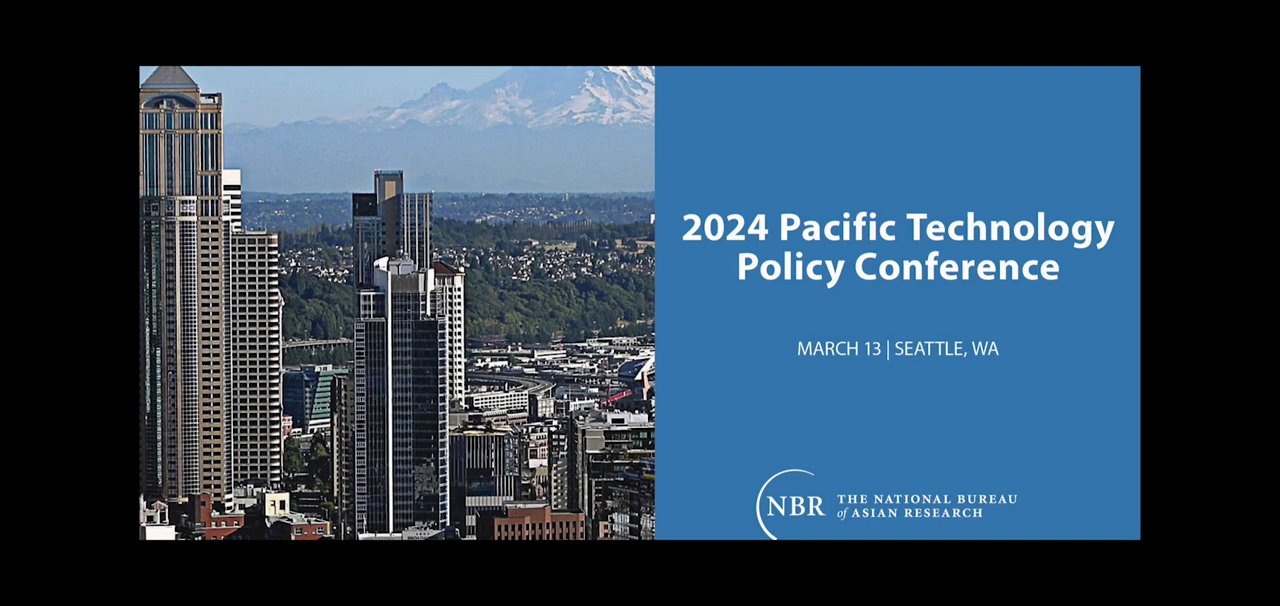 2024 Pacific Technology
Policy Conference
MARCH 13 | SEATTLE, WA
NBR
THE NATIONAL BUREAU
of ASIAN RESEARCH